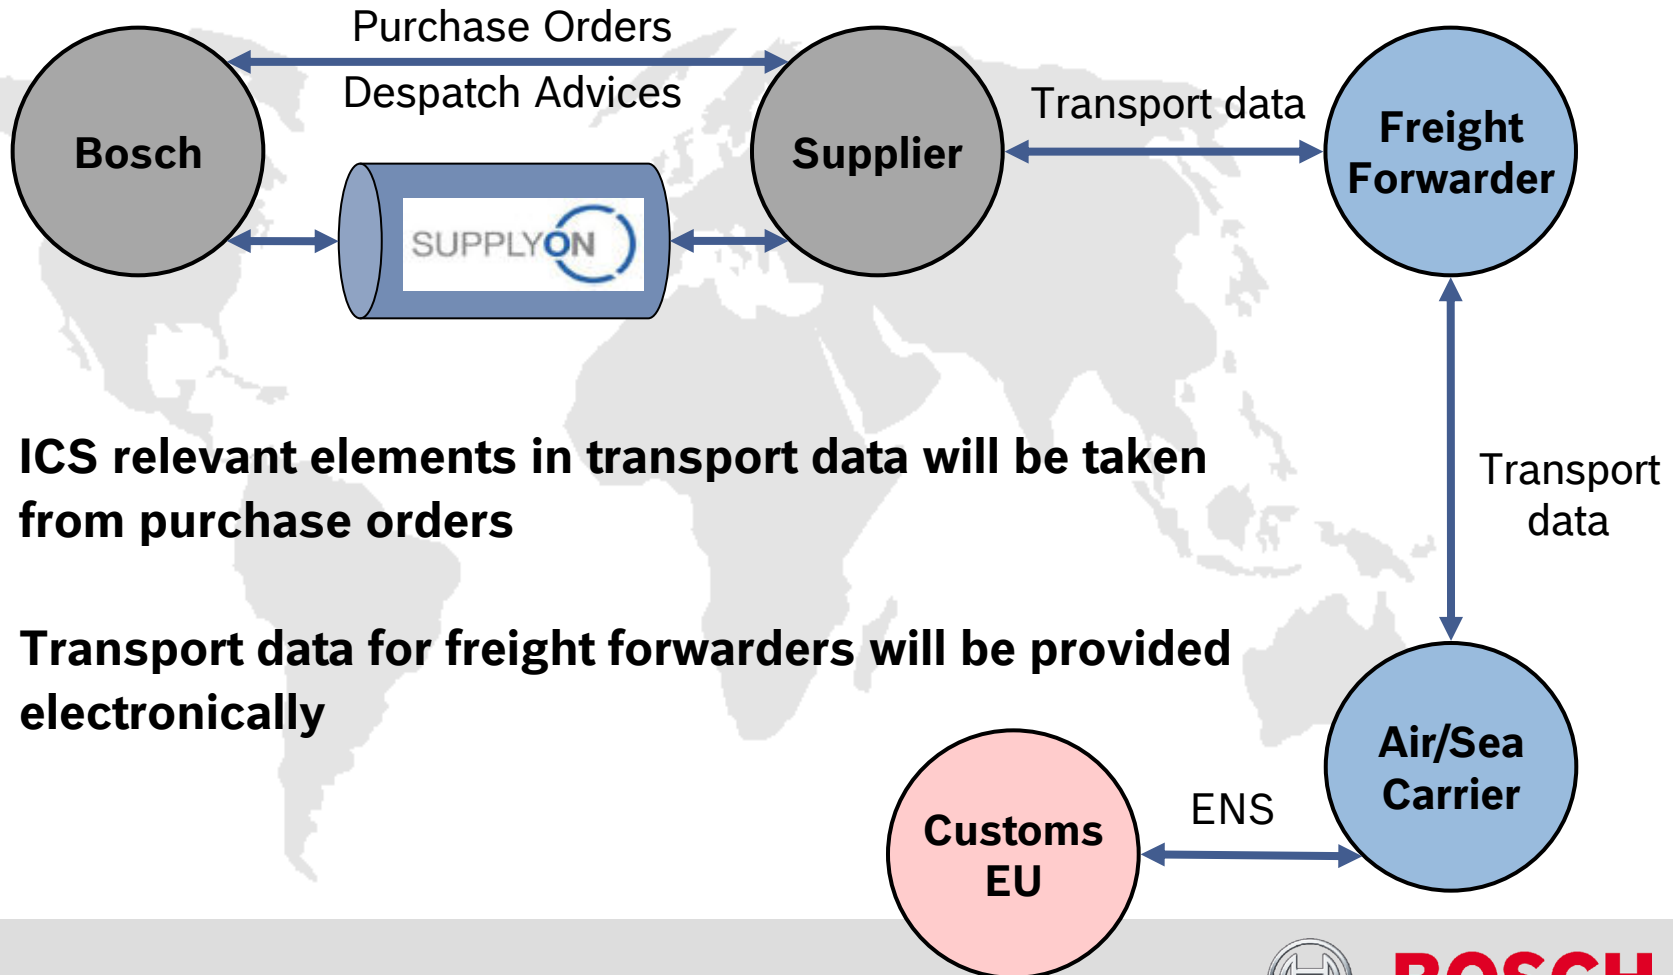 Purchase Orders
Despatch Advices
Bosch
SUPPLYON
Supplier
Transport data
Freight
Forwarder
ICS relevant elements in transport data will be taken
from purchase orders
Transport
data
Transport data for freight forwarders will be provided
electronically
Air/Sea
Carrier
ENS
Customs
EU
BOSCH